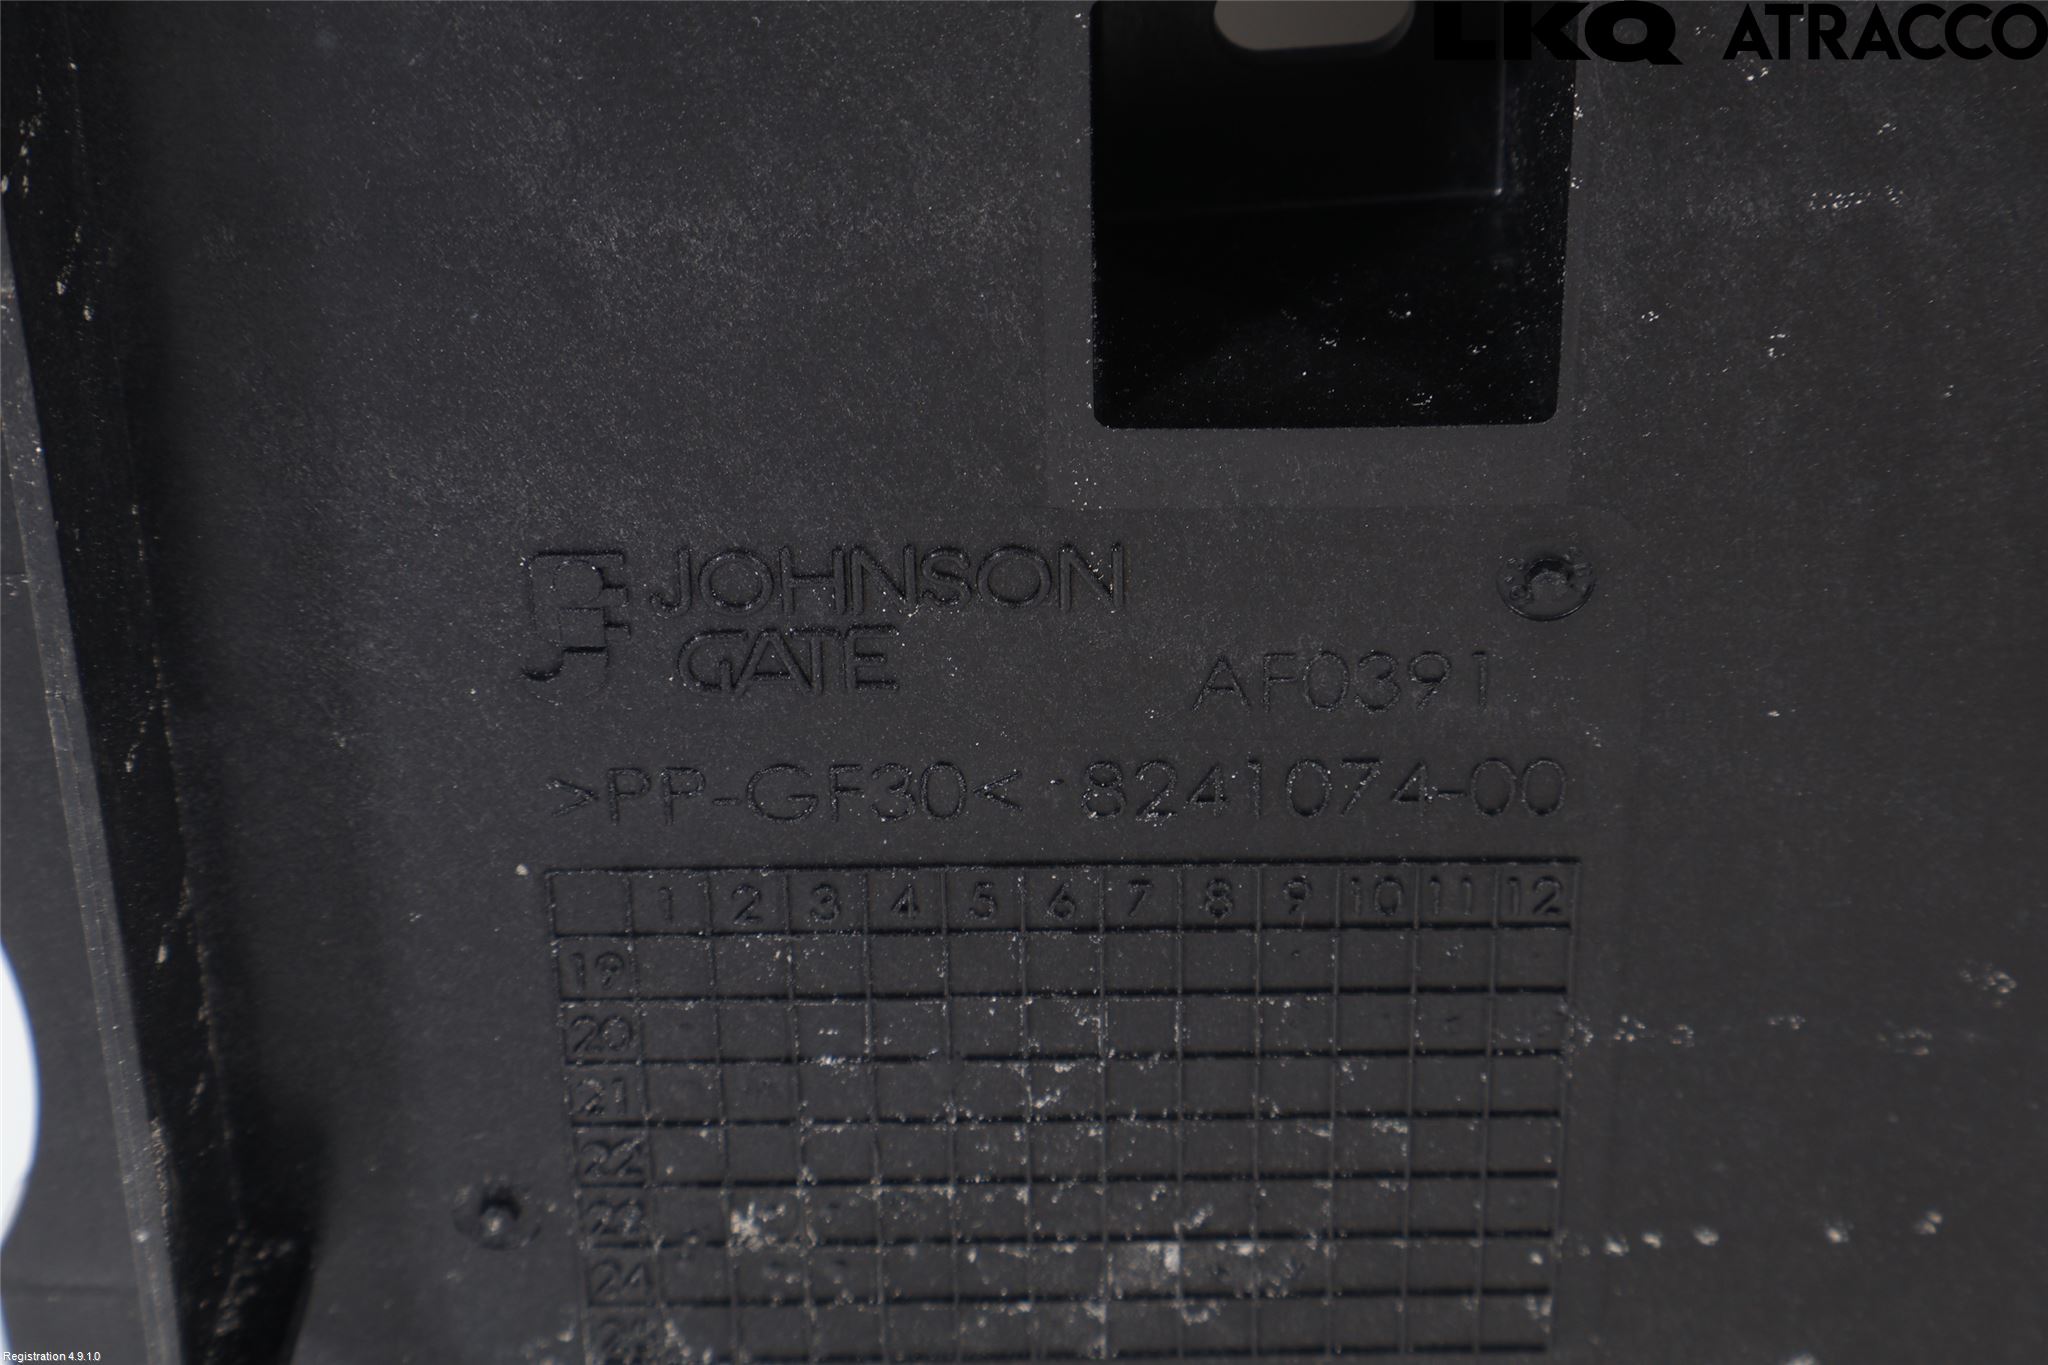 LKQ ATRACCO
JOHNSON
GATE
AF0391
>PP-GF30< 8241074-00
1 2 3 4 5 6 7 8 9 10 11 12
19
20
21
22
23
24
Registration 4.9.1.0